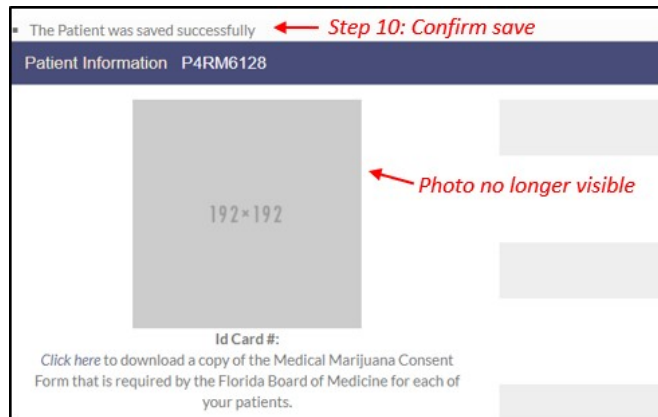 ▪ The Patient was saved successfully Step 10: Confirm save
Patient Information P4RM6128
192×192
Photo no longer visible
Id Card #:
Click here to download a copy of the Medical Marijuana Consent
Form that is required by the Florida Board of Medicine for each of
your patients.